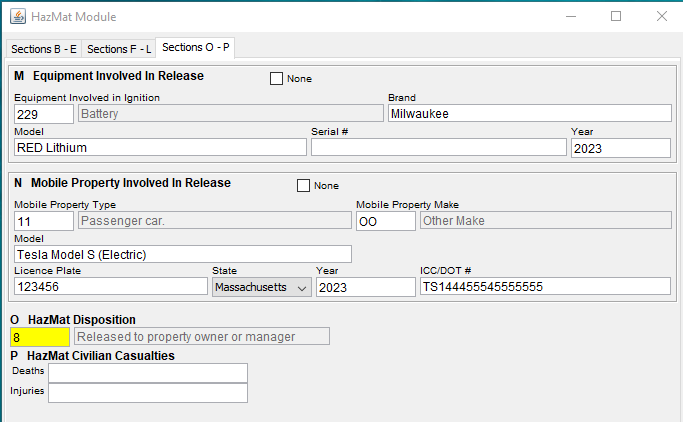 HazMat Module
Sections B - E Sections F - L Sections O - P
M Equipment Involved In Release None
Equipment Involved in Ignition Brand
229 Battery Milwaukee
Model Serial # Year
RED Lithium 2023
N Mobile Property Involved In Release None
Mobile Property Type Mobile Property Make
11 Passenger car. OO Other Make
Model
Tesla Model S (Electric)
Licence Plate State Year ICC/DOT #
123456 Massachusetts 2023 TS144455545555555
O HazMat Disposition
8 Released to property owner or manager
P HazMat Civilian Casualties
Deaths
Injuries